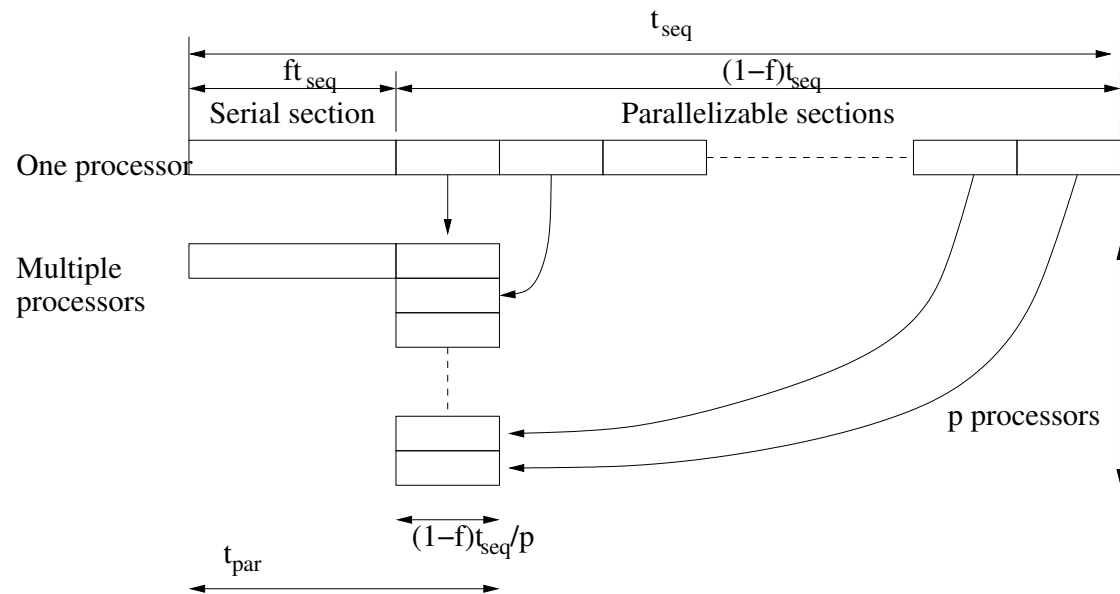 t_seq
ft_seq
(1−f)t_seq
Serial section
Parallelizable sections
One processor
Multiple
processors
p processors
(1−f)t_seq/p
t_par